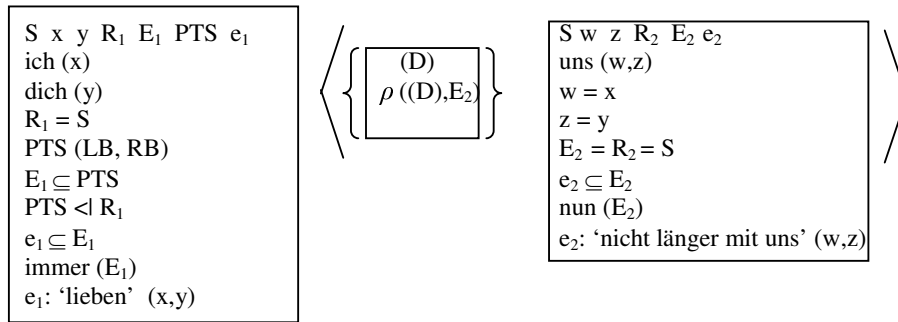 S x y R₁ E₁ PTS e₁
ich (x)
dich (y)
R₁ = S
PTS (LB, RB)
E₁ ⊆ PTS
PTS <| R₁
e₁ ⊆ E₁
immer (E₁)
e₁: ‘lieben’ (x,y)
(D)
ρ ((D),E₂)
S w z R₂ E₂ e₂
uns (w,z)
w = x
z = y
E₂ = R₂ = S
e₂ ⊆ E₂
nun (E₂)
e₂: ‘nicht länger mit uns’ (w,z)